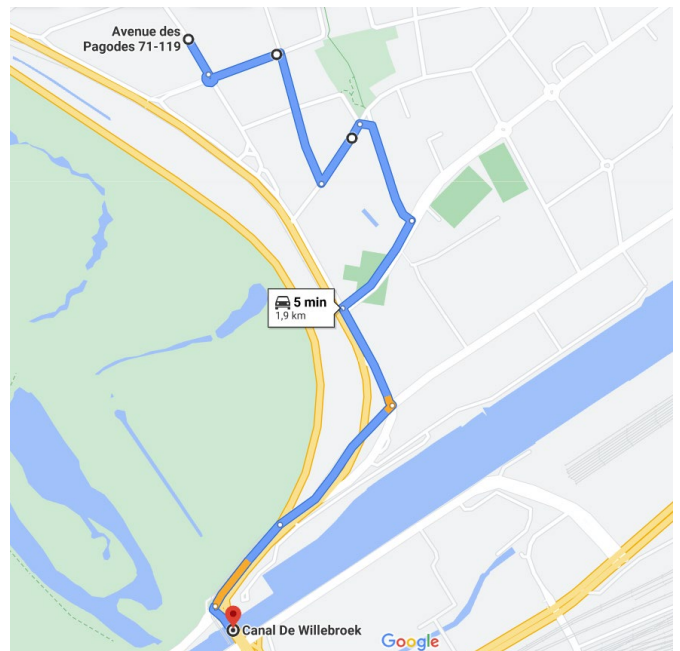 Avenue des
Pagodes 71-119
5 min
1,9 km
Canal De Willebroek
Google